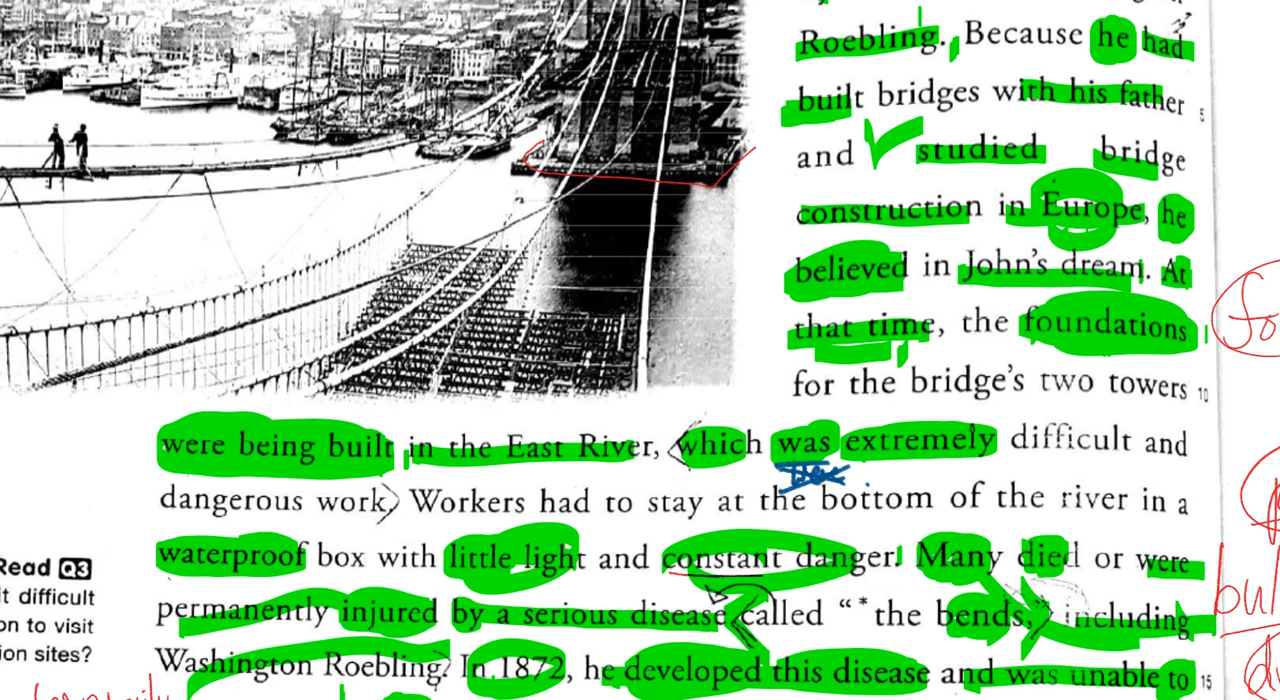 Roebling. Because he had
built bridges with his father
5
and studied bridge
construction in Europe, he
believed in John's dream. At
that time, the foundations
for the bridge's two towers
10
were being built in the East River, which was extremely difficult and
dangerous work. Workers had to stay at the bottom of the river in a
waterproof box with little light and constant danger. Many died or were
permanently injured by a serious disease called “*the bends,” including
Washington Roebling. In 1872, he developed this disease and was unable to
15
Read Q3
it difficult
on to visit
ion sites?